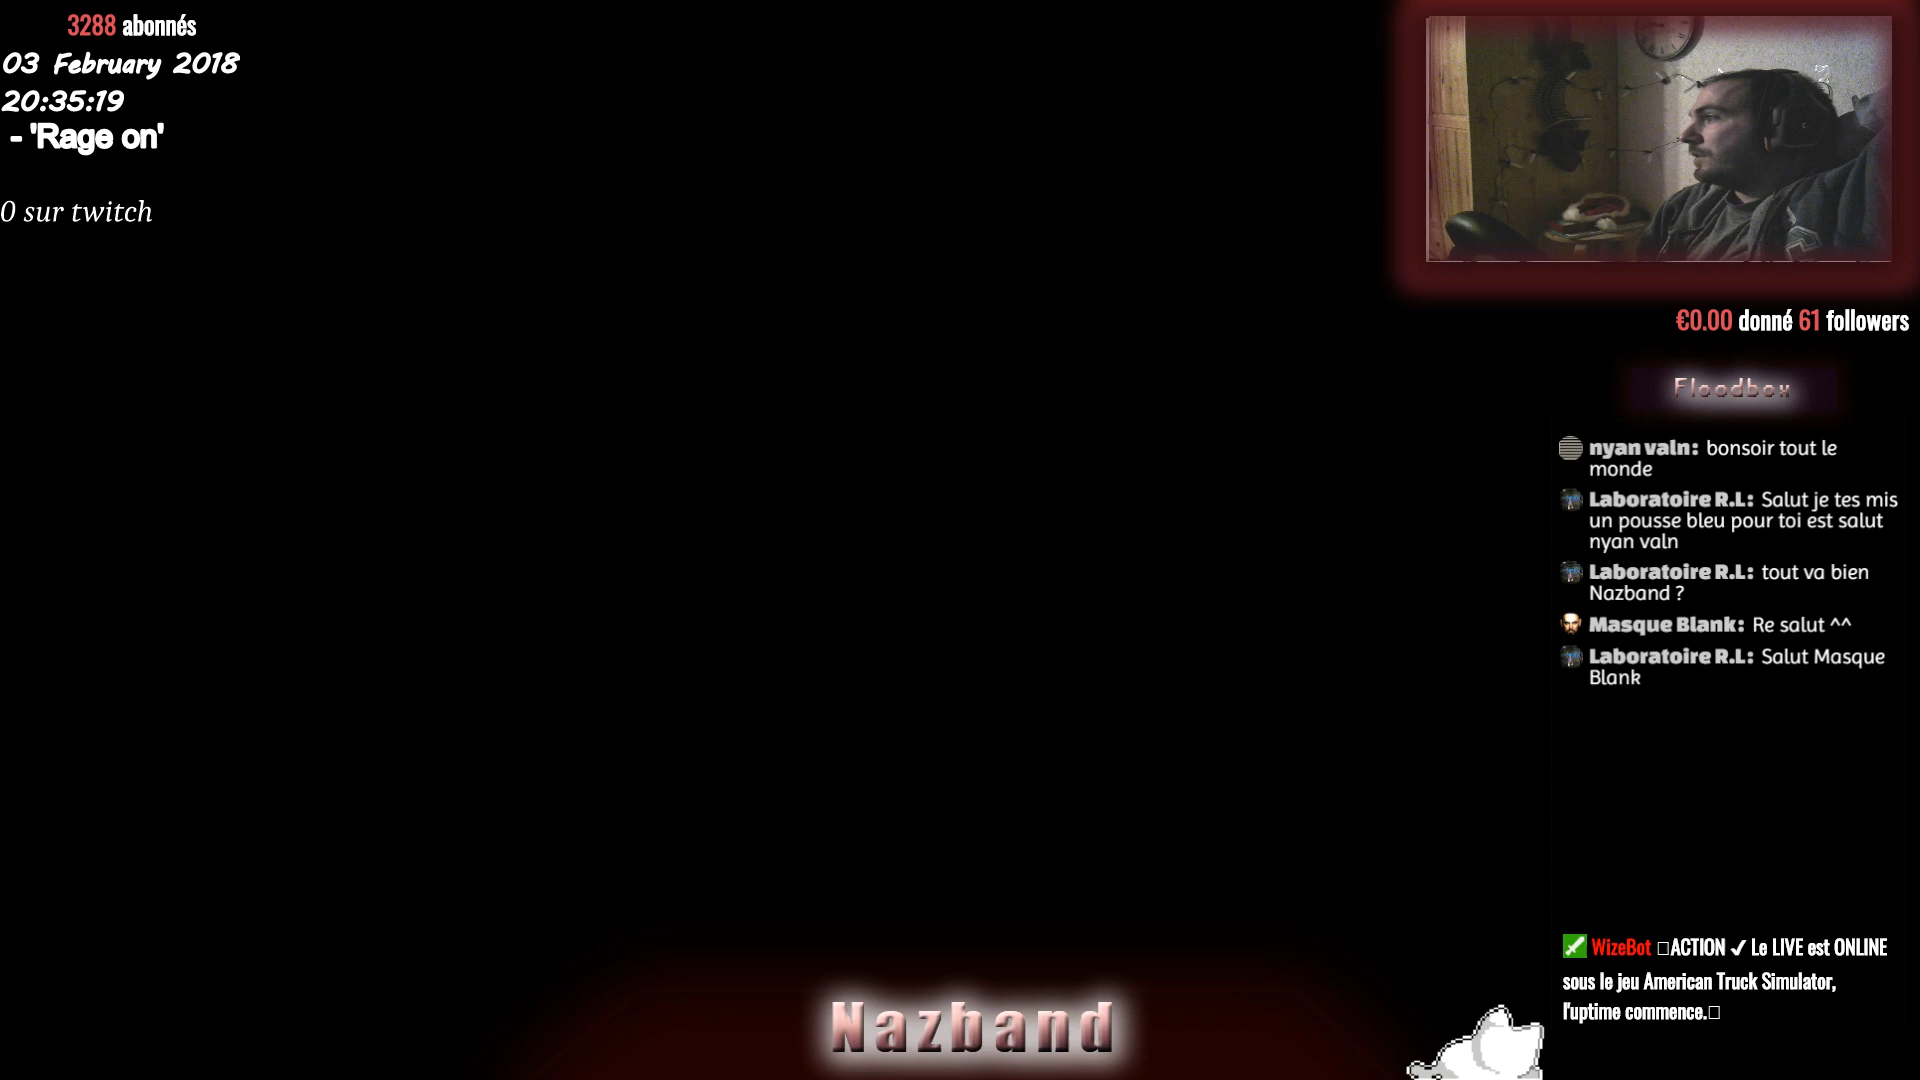 3288 abonnés
03 February 2018
20:35:19
- 'Rage on'
0 sur twitch
€0.00 donné 61 followers
Floodbox
nyan valn: bonsoir tout le
monde
Laboratoire R.L: Salut je tes mis
un pousse bleu pour toi est salut
nyan valn
Laboratoire R.L: tout va bien
Nazband ?
Masque Blank: Re salut ^^
Laboratoire R.L: Salut Masque
Blank
WizeBot □ACTION ✔ Le LIVE est ONLINE
sous le jeu American Truck Simulator,
l'uptime commence.□
Nazband